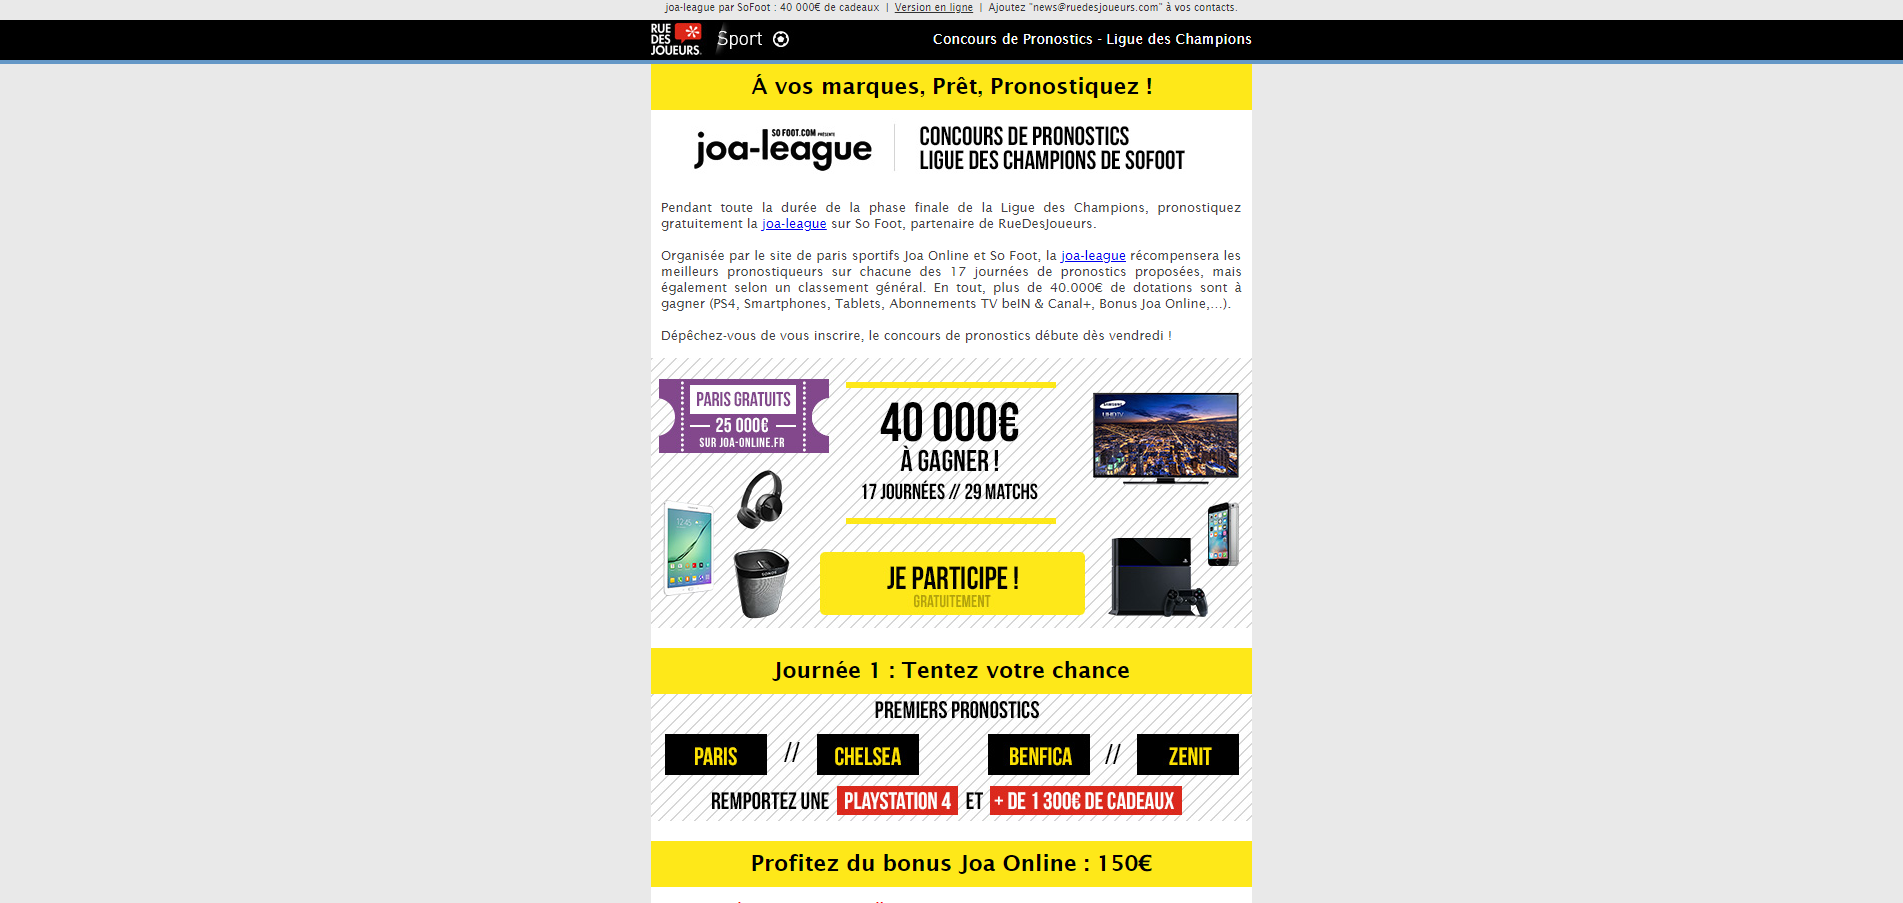 joa-league par SoFoot : 40 000€ de cadeaux | Version en ligne | Ajoutez "news@ruedesjoueurs.com" à vos contacts.
RUE
DES
JOUEURS
Sport
Concours de Pronostics - Ligue des Champions
Á vos marques, Prêt, Pronostiquez !
SO FOOT.COM PRÉSENTE
joa-league
CONCOURS DE PRONOSTICS
LIGUE DES CHAMPIONS DE SOFOOT
Pendant toute la durée de la phase finale de la Ligue des Champions, pronostiquez
gratuitement la joa-league sur So Foot, partenaire de RueDesJoueurs.
Organisée par le site de paris sportifs Joa Online et So Foot, la joa-league récompensera les
meilleurs pronostiqueurs sur chacune des 17 journées de pronostics proposées, mais
également selon un classement général. En tout, plus de 40.000€ de dotations sont à
gagner (PS4, Smartphones, Tablets, Abonnements TV beIN & Canal+, Bonus Joa Online,...).
Dépêchez-vous de vous inscrire, le concours de pronostics débute dès vendredi !
PARIS GRATUITS
25 000€
SUR JOA-ONLINE.FR
40 000€
À GAGNER !
17 JOURNÉES // 29 MATCHS
SAMSUNG
UHD TV
SONOS
JE PARTICIPE !
GRATUITEMENT
Journée 1 : Tentez votre chance
PREMIERS PRONOSTICS
PARIS // CHELSEA
BENFICA // ZENIT
REMPORTEZ UNE PLAYSTATION 4 ET + DE 1 300€ DE CADEAUX
Profitez du bonus Joa Online : 150€